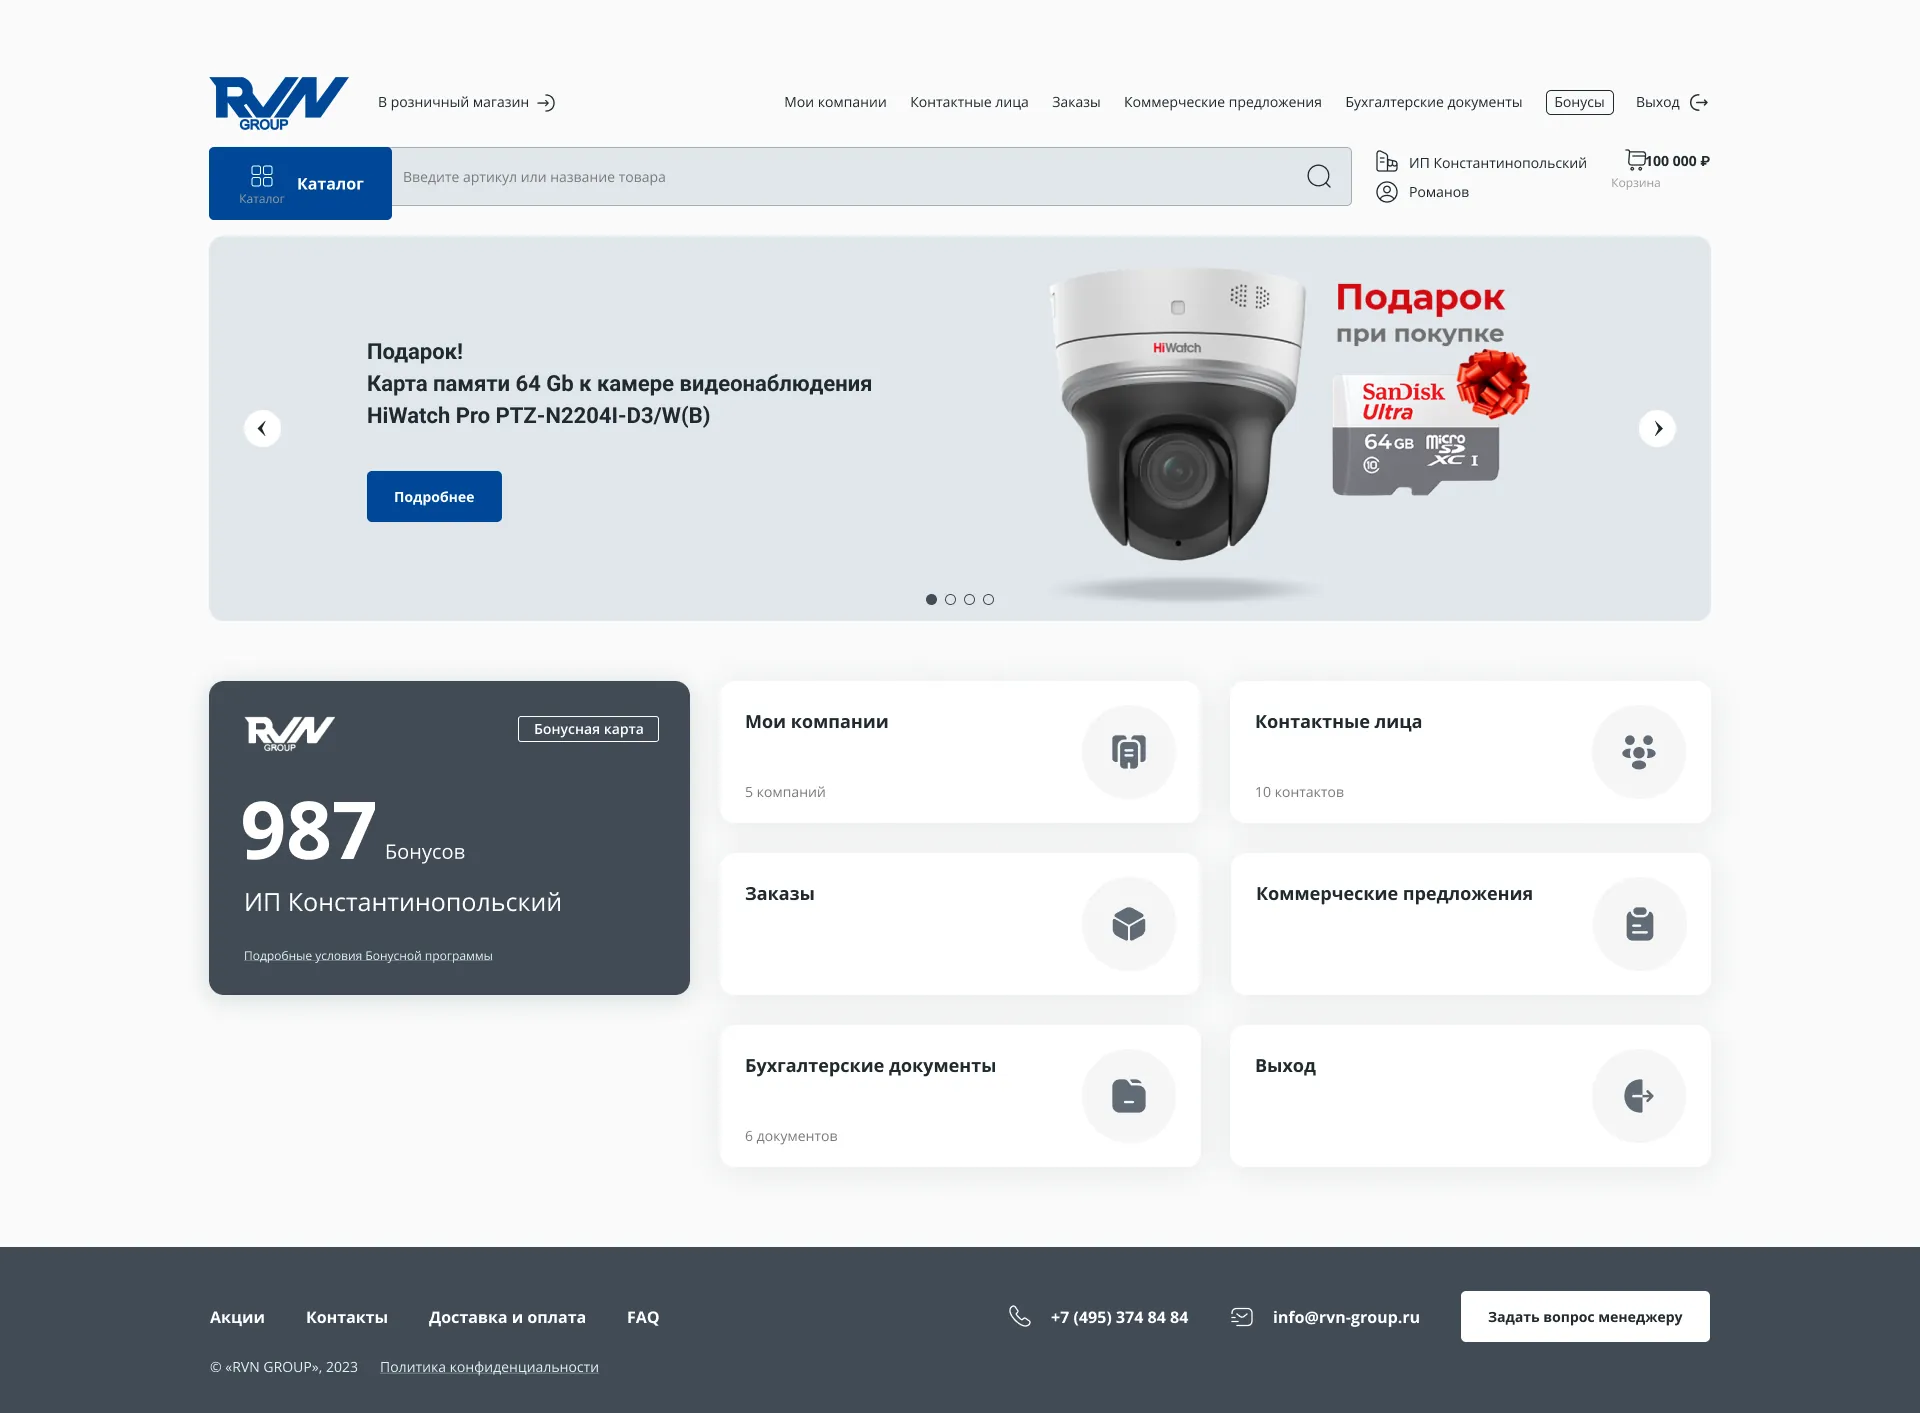 RVN
GROUP
В розничный магазин
Мои компании
Контактные лица
Заказы
Коммерческие предложения
Бухгалтерские документы
Бонусы
Выход
Каталог
Каталог
Введите артикул или название товара
ИП Константинопольский
Романов
100 000 ₽
Корзина
Подарок!
Карта памяти 64 Gb к камере видеонаблюдения
HiWatch Pro PTZ-N2204I-D3/W(B)
Подробнее
HiWatch
Подарок
при покупке
SanDisk
Ultra
64GB
micro
SD
XC I
10
RVN
GROUP
Бонусная карта
987 Бонусов
ИП Константинопольский
Подробные условия Бонусной программы
Мои компании
5 компаний
Контактные лица
10 контактов
Заказы
Коммерческие предложения
Бухгалтерские документы
6 документов
Выход
Акции
Контакты
Доставка и оплата
FAQ
+7 (495) 374 84 84
info@rvn-group.ru
Задать вопрос менеджеру
© «RVN GROUP», 2023
Политика конфиденциальности